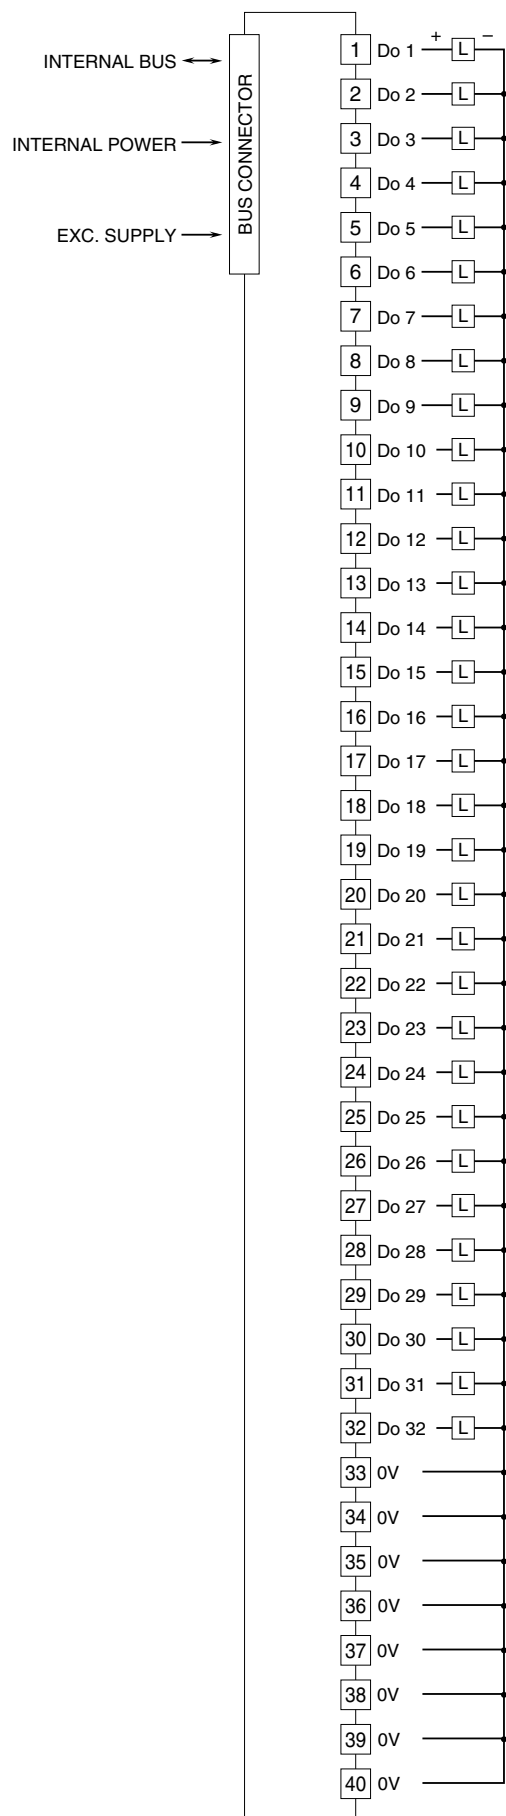 INTERNAL BUS
INTERNAL POWER
EXC. SUPPLY
BUS CONNECTOR
+ –
1 Do 1 L
2 Do 2 L
3 Do 3 L
4 Do 4 L
5 Do 5 L
6 Do 6 L
7 Do 7 L
8 Do 8 L
9 Do 9 L
10 Do 10 L
11 Do 11 L
12 Do 12 L
13 Do 13 L
14 Do 14 L
15 Do 15 L
16 Do 16 L
17 Do 17 L
18 Do 18 L
19 Do 19 L
20 Do 20 L
21 Do 21 L
22 Do 22 L
23 Do 23 L
24 Do 24 L
25 Do 25 L
26 Do 26 L
27 Do 27 L
28 Do 28 L
29 Do 29 L
30 Do 30 L
31 Do 31 L
32 Do 32 L
33 0V
34 0V
35 0V
36 0V
37 0V
38 0V
39 0V
40 0V